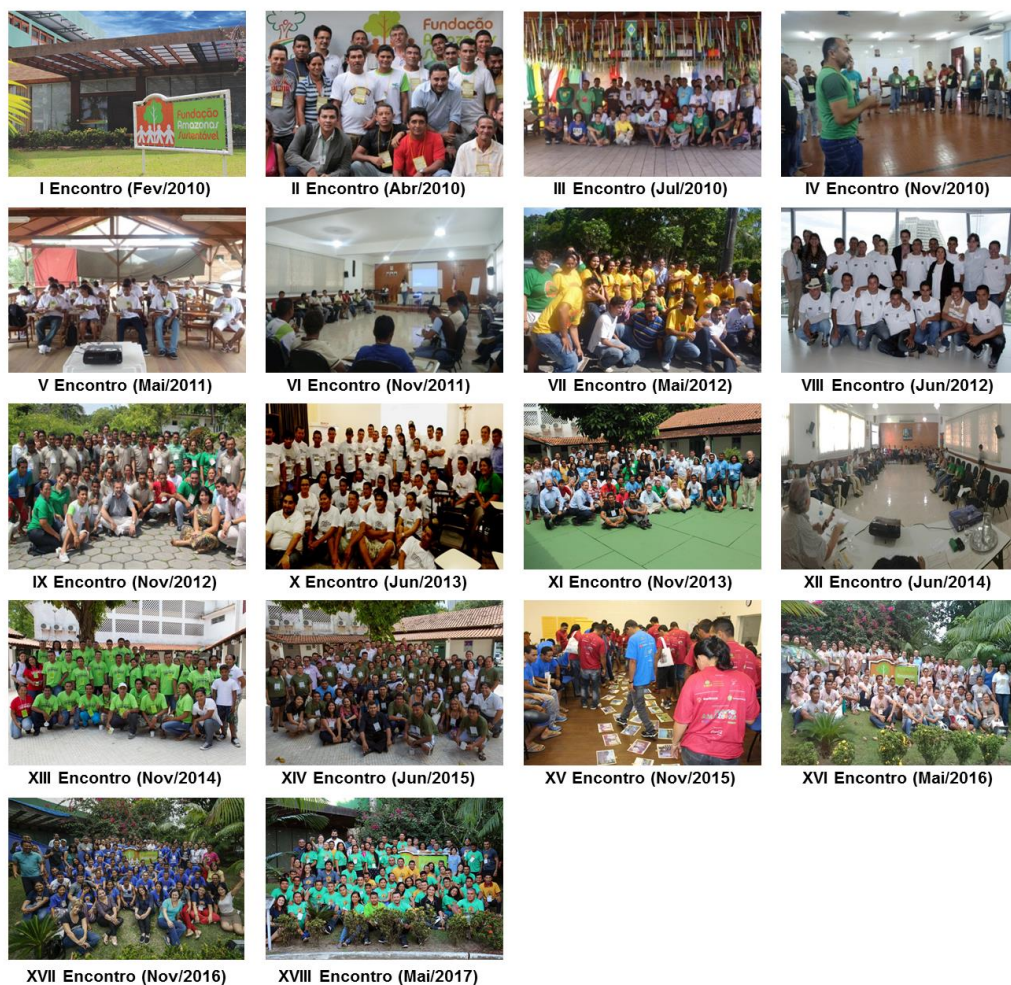 Fundação
Amazonas
Sustentável
Fundação
I Encontro (Fev/2010)
II Encontro (Abr/2010)
III Encontro (Jul/2010)
IV Encontro (Nov/2010)
V Encontro (Mai/2011)
VI Encontro (Nov/2011)
VII Encontro (Mai/2012)
VIII Encontro (Jun/2012)
IX Encontro (Nov/2012)
X Encontro (Jun/2013)
XI Encontro (Nov/2013)
XII Encontro (Jun/2014)
XIII Encontro (Nov/2014)
XIV Encontro (Jun/2015)
XV Encontro (Nov/2015)
XVI Encontro (Mai/2016)
XVII Encontro (Nov/2016)
XVIII Encontro (Mai/2017)